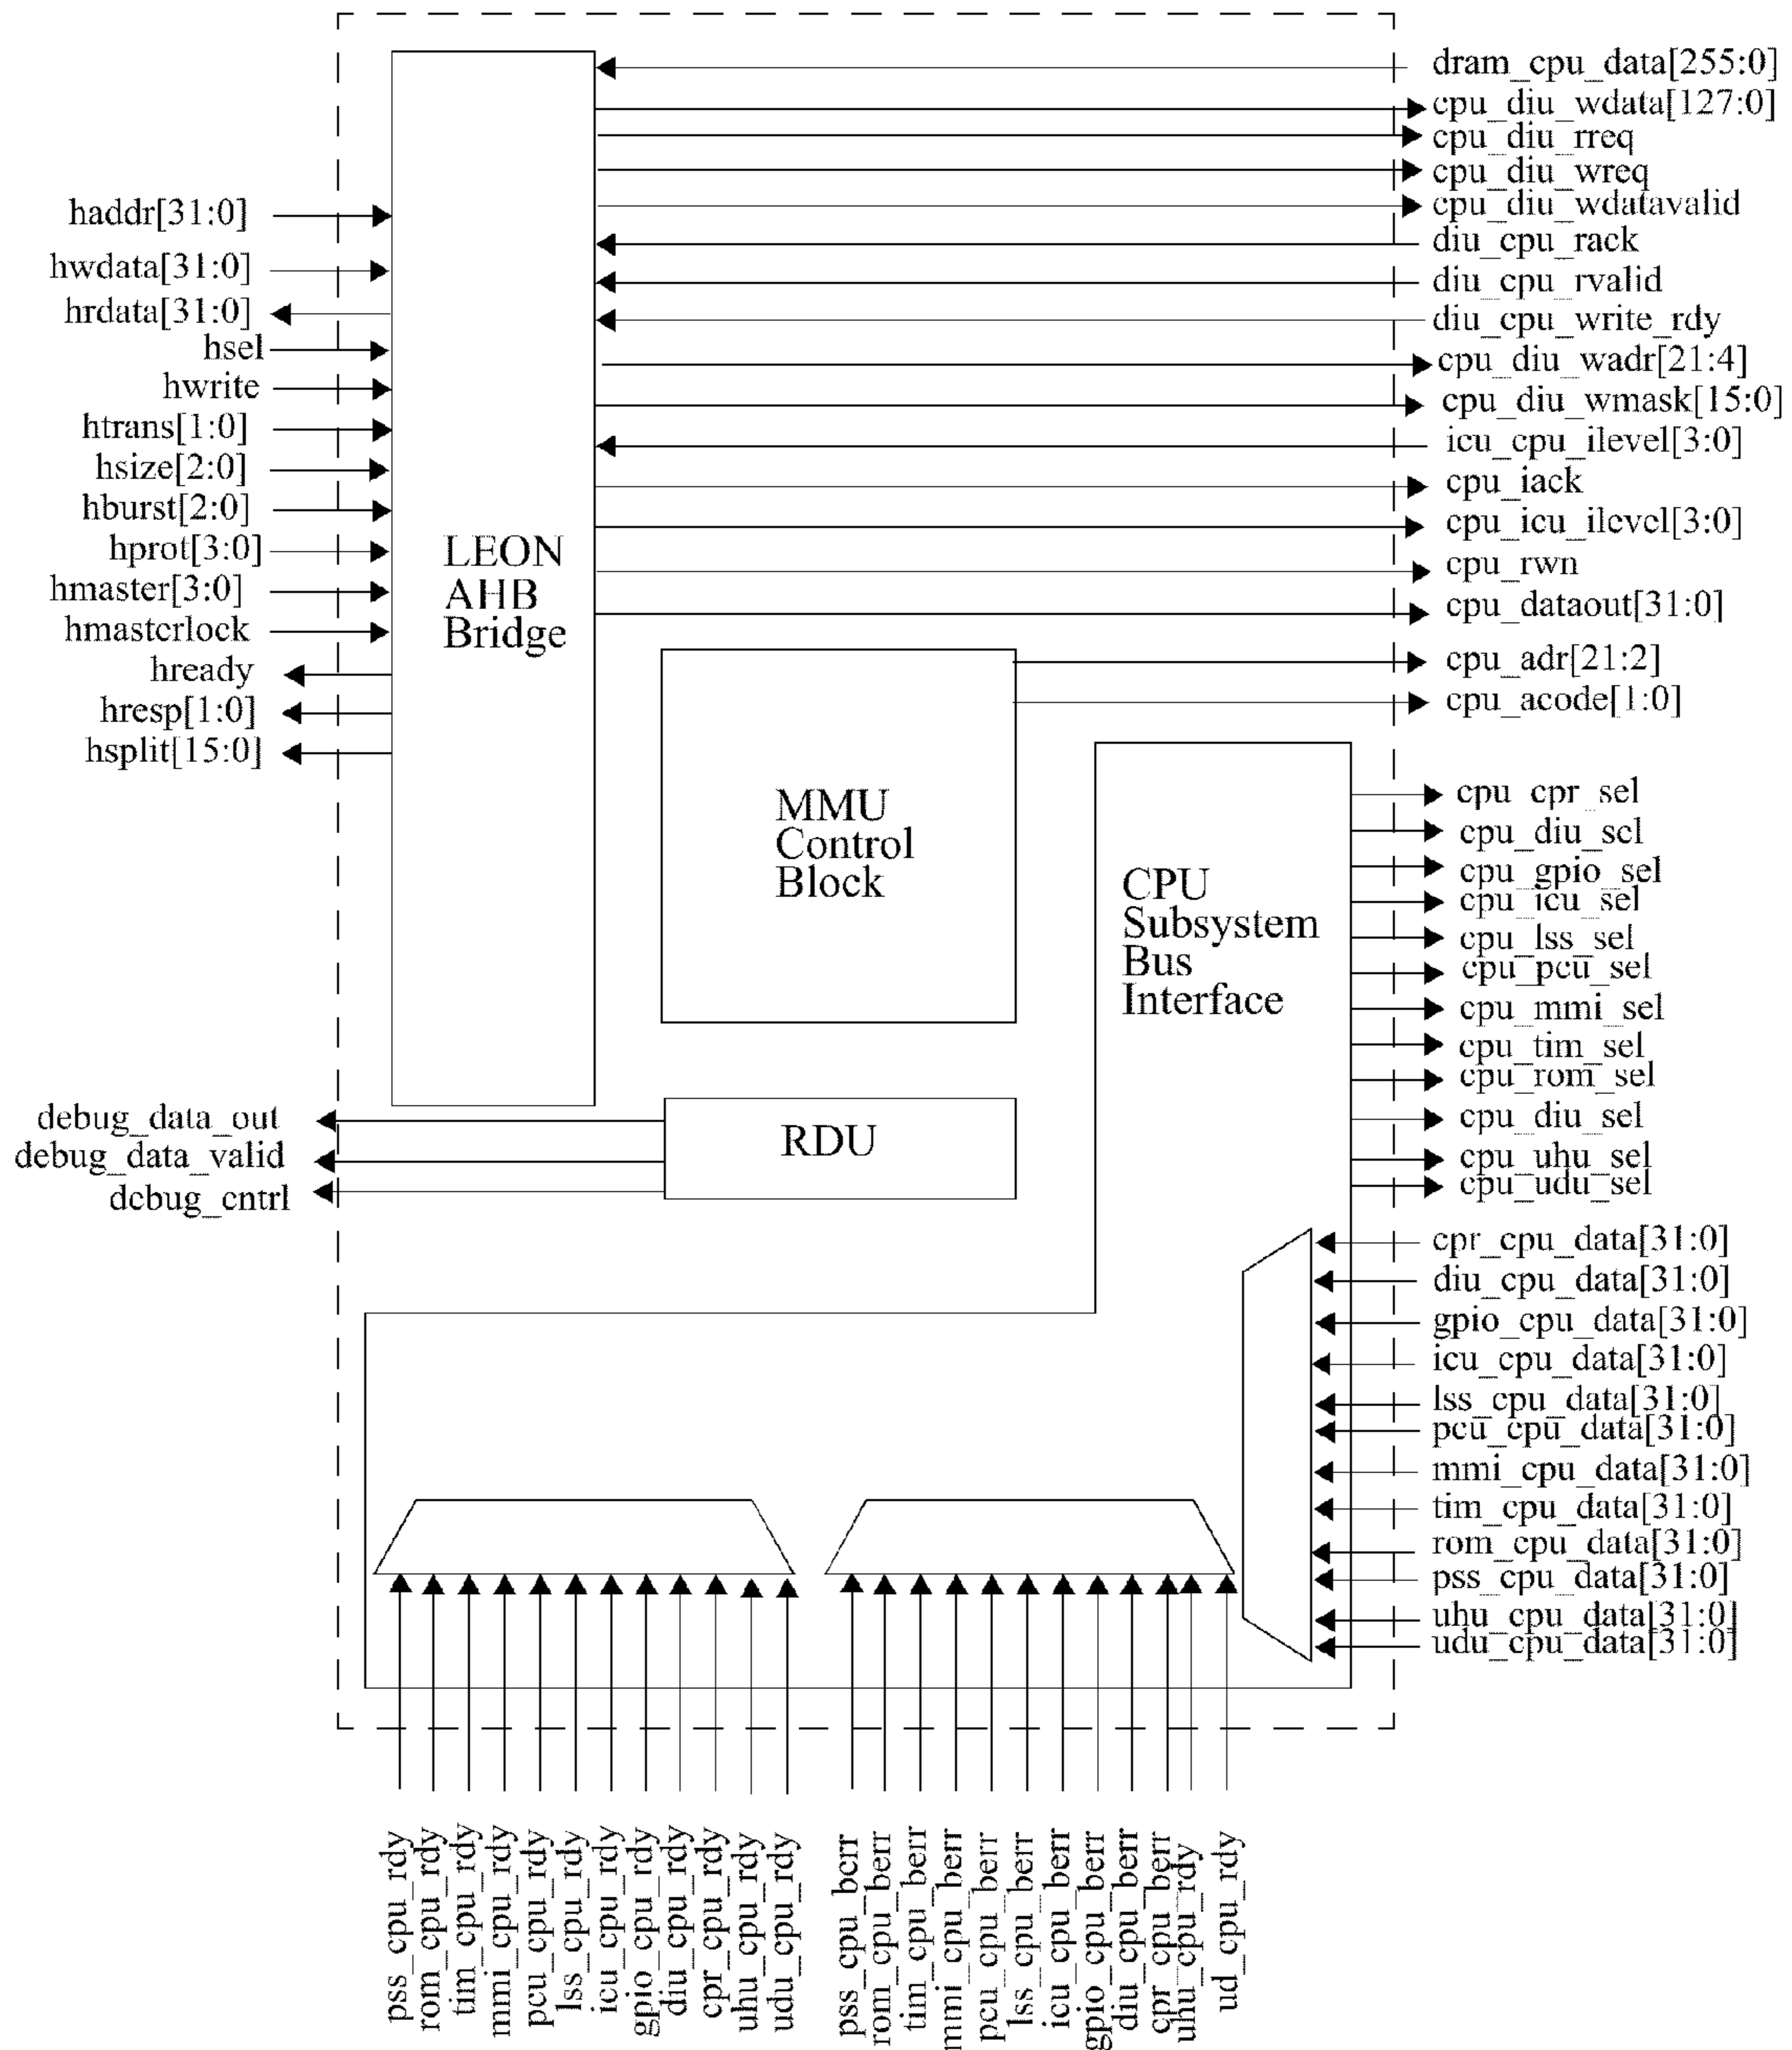 haddr[31:0]
hwdata[31:0]
hrdata[31:0]
hsel
hwrite
htrans[1:0]
hsize[2:0]
hburst[2:0]
hprot[3:0]
hmaster[3:0]
hmasterlock
hready
hresp[1:0]
hsplit[15:0]
debug_data_out
debug_data_valid
debug_cntrl
LEON
AHB
Bridge
MMU
Control
Block
RDU
CPU
Subsystem
Bus
Interface
dram_cpu_data[255:0]
cpu_diu_wdata[127:0]
cpu_diu_rreq
cpu_diu_wreq
cpu_diu_wdatavalid
diu_cpu_rack
diu_cpu_rvalid
diu_cpu_write_rdy
cpu_diu_wadr[21:4]
cpu_diu_wmask[15:0]
icu_cpu_ilevel[3:0]
cpu_iack
cpu_icu_ilevel[3:0]
cpu_rwn
cpu_dataout[31:0]
cpu_adr[21:2]
cpu_acode[1:0]
cpu_cpr_sel
cpu_diu_sel
cpu_gpio_sel
cpu_icu_sel
cpu_lss_sel
cpu_pcu_sel
cpu_mmi_sel
cpu_tim_sel
cpu_rom_sel
cpu_diu_sel
cpu_uhu_sel
cpu_udu_sel
cpr_cpu_data[31:0]
diu_cpu_data[31:0]
gpio_cpu_data[31:0]
icu_cpu_data[31:0]
lss_cpu_data[31:0]
pcu_cpu_data[31:0]
mmi_cpu_data[31:0]
tim_cpu_data[31:0]
rom_cpu_data[31:0]
pss_cpu_data[31:0]
uhu_cpu_data[31:0]
udu_cpu_data[31:0]
pss_cpu_rdy
rom_cpu_rdy
tim_cpu_rdy
mmi_cpu_rdy
pcu_cpu_rdy
lss_cpu_rdy
icu_cpu_rdy
gpio_cpu_rdy
diu_cpu_rdy
cpr_cpu_rdy
uhu_cpu_rdy
udu_cpu_rdy
pss_cpu_berr
rom_cpu_berr
tim_cpu_berr
mmi_cpu_berr
pcu_cpu_berr
lss_cpu_berr
icu_cpu_berr
gpio_cpu_berr
diu_cpu_berr
cpr_cpu_berr
uhu_cpu_rdy
ud_cpu_rdy